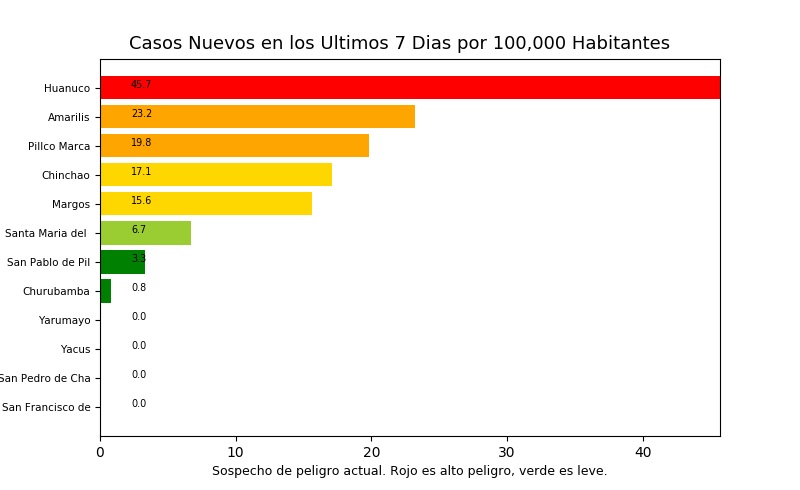 Casos Nuevos en los Ultimos 7 Dias por 100,000 Habitantes
Huanuco 45.7
Amarilis 23.2
Pillco Marca 19.8
Chinchao 17.1
Margos 15.6
Santa Maria del 6.7
San Pablo de Pil 3.3
Churubamba 0.8
Yarumayo 0.0
Yacus 0.0
San Pedro de Cha 0.0
San Francisco de 0.0
0 10 20 30 40
Sospecho de peligro actual. Rojo es alto peligro, verde es leve.